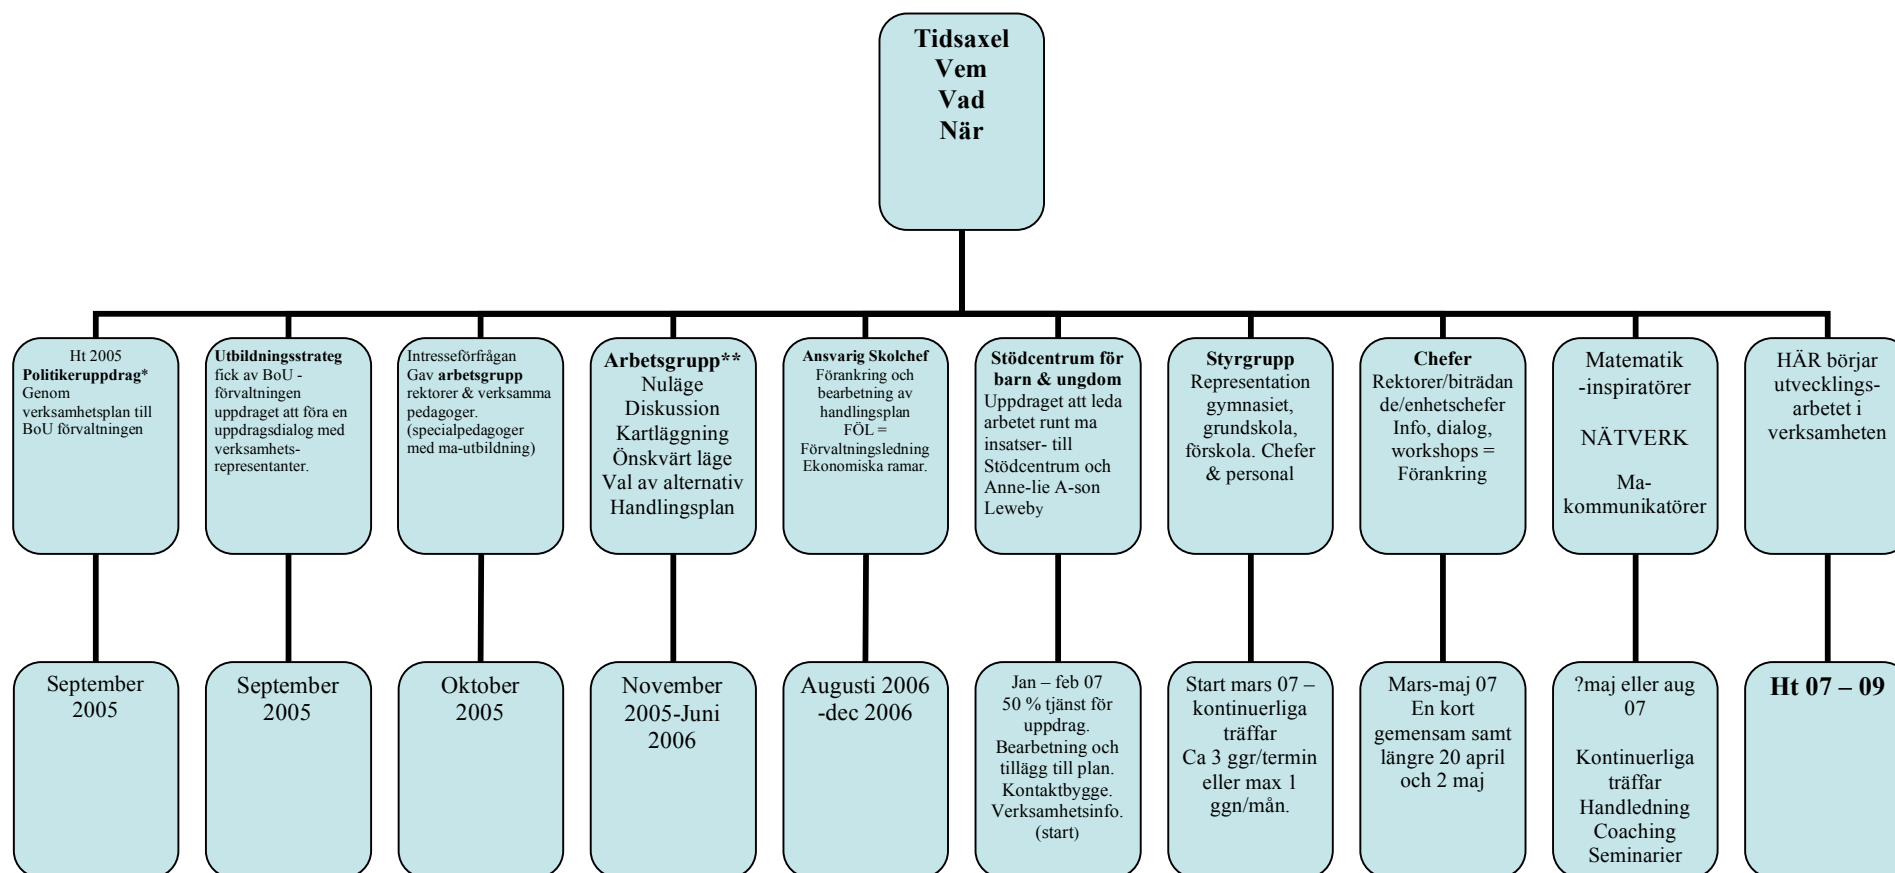 Tidsaxel
Vem
Vad
När
Ht 2005
Politikeruppdrag*
Genom
verksamhetsplan till
BoU förvaltningen
Utbildningsstrateg
fick av BoU -
förvaltningen
uppdraget att föra en
uppdragsdialog med
verksamhets-
representanter.
Intresseförfrågan
Gav arbetsgrupp
rektorer & verksamma
pedagoger.
(specialpedagoger
med ma-utbildning)
Arbetsgrupp**
Nuläge
Diskussion
Kartläggning
Önskvärt läge
Val av alternativ
Handlingsplan
Ansvarig Skolchef
Förankring och
bearbetning av
handlingsplan
FÖL =
Förvaltningsledning
Ekonomiska ramar.
Stödcentrum för
barn & ungdom
Uppdraget att leda
arbetet runt ma
insatser- till
Stödcentrum och
Anne-lie A-son
Leweby
Styrgrupp
Representation
gymnasiet,
grundskola,
förskola. Chefer
& personal
Chefer
Rektorer/biträdan
de/enhetschefer
Info, dialog,
workshops =
Förankring
Matematik
-inspiratörer
NÄTVERK
Ma-
kommunikatörer
HÄR börjar
utvecklings-
arbetet i
verksamheten
September
2005
September
2005
Oktober
2005
November
2005-Juni
2006
Augusti 2006
-dec 2006
Jan – feb 07
50 % tjänst för
uppdrag.
Bearbetning och
tillägg till plan.
Kontaktbygge.
Verksamhetsinfo.
(start)
Start mars 07 –
kontinuerliga
träffar
Ca 3 ggr/termin
eller max 1
ggn/mån.
Mars-maj 07
En kort
gemensam samt
längre 20 april
och 2 maj
?maj eller aug
07
Kontinuerliga
träffar
Handledning
Coaching
Seminarier
Ht 07 – 09